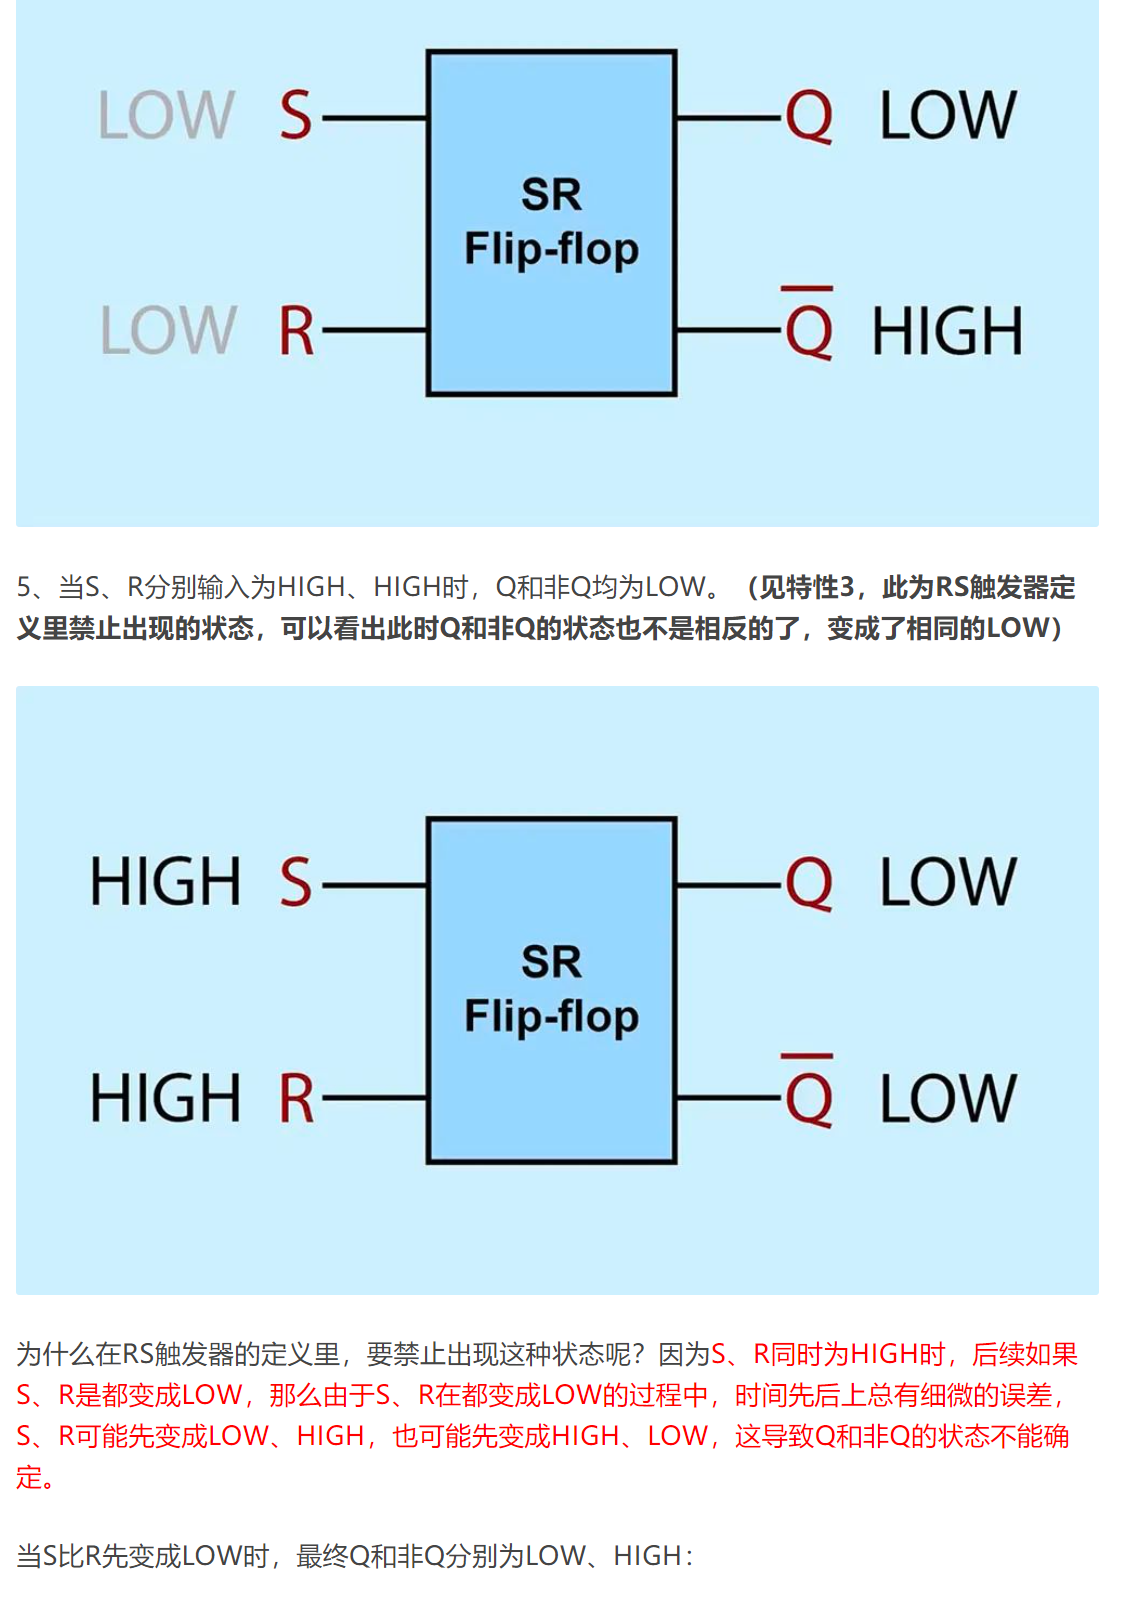 LOW S Q LOW
SR
Flip-flop
LOW R Q HIGH
5、当S、R分别输入为HIGH、HIGH时，Q和非Q均为LOW。（见特性3，此为RS触发器定
义里禁止出现的状态，可以看出此时Q和非Q的状态也不是相反的了，变成了相同的LOW）
HIGH S Q LOW
SR
Flip-flop
HIGH R Q LOW
为什么在RS触发器的定义里，要禁止出现这种状态呢？因为S、R同时为HIGH时，后续如果
S、R是都变成LOW，那么由于S、R在都变成LOW的过程中，时间先后上总有细微的误差，
S、R可能先变成LOW、HIGH，也可能先变成HIGH、LOW，这导致Q和非Q的状态不能确
定。
当S比R先变成LOW时，最终Q和非Q分别为LOW、HIGH：